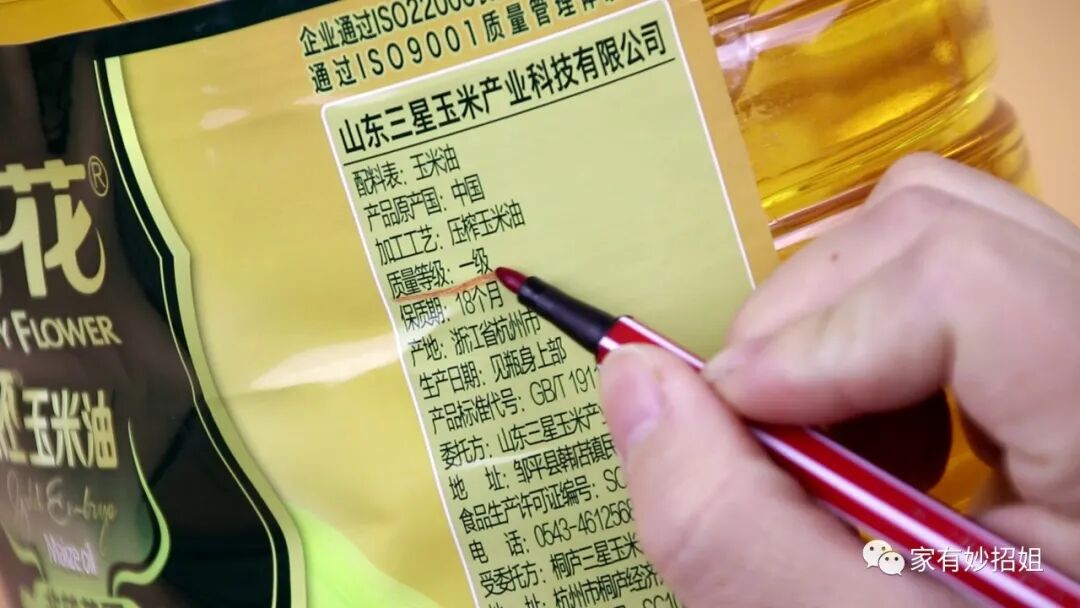 企业通过ISO22000
通过ISO9001质量管理体
山东三星玉米产业科技有限公司
配料表：玉米油
产品原产国：中国
加工工艺：压榨玉米油
质量等级：一级
保质期：18个月
产地：浙江省杭州市
生产日期：见瓶身上部
产品标准代号：GB/T 191
委托方：山东三星玉米产
地 址：邹平县韩店镇民
食品生产许可证编号：SC
电 话：0543-461256
受委托方：桐庐三星玉米
地 址：杭州市桐庐经济
花®
Y FLOWER
胚玉米油
Gold Embryo
Maize oil
家有妙招姐